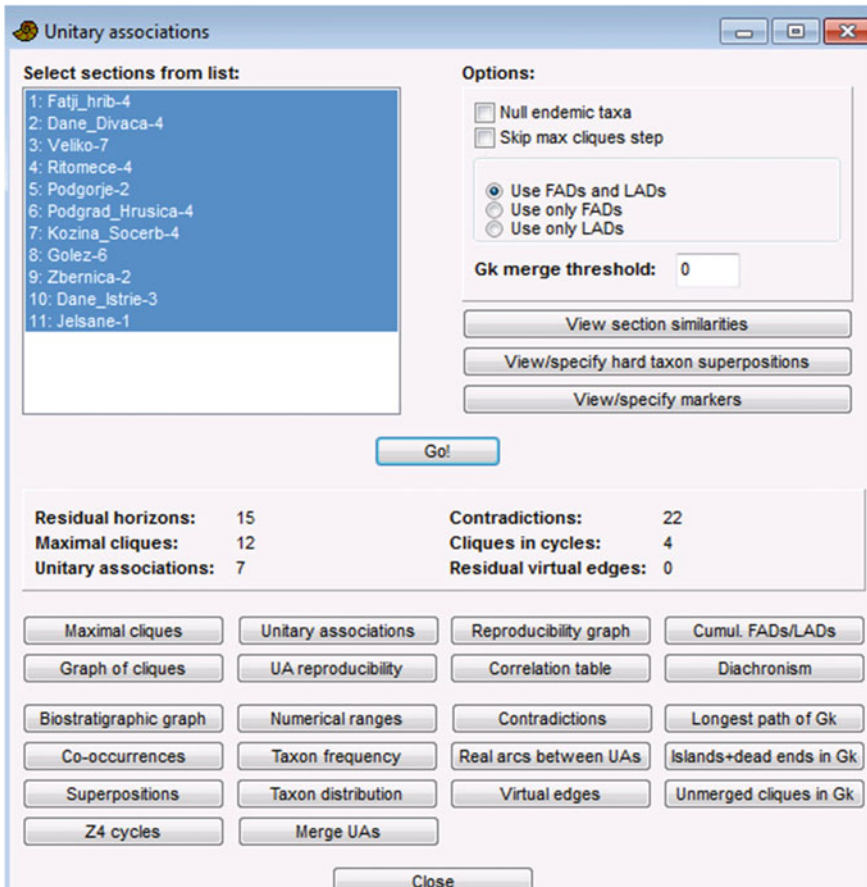 Unitary associations
Select sections from list:
1: Fatji_hrib-4
2: Dane_Divaca-4
3: Veliko-7
4: Ritomece-4
5: Podgorje-2
6: Podgrad_Hrusica-4
7: Kozina_Socerb-4
8: Golez-6
9: Zbernica-2
10: Dane_Istrie-3
11: Jelsane-1
Options:
Null endemic taxa
Skip max cliques step
Use FADs and LADs
Use only FADs
Use only LADs
Gk merge threshold: 0
View section similarities
View/specify hard taxon superpositions
View/specify markers
Go!
Residual horizons: 15 Contradictions: 22
Maximal cliques: 12 Cliques in cycles: 4
Unitary associations: 7 Residual virtual edges: 0
Maximal cliques Unitary associations Reproducibility graph Cumul. FADs/LADs
Graph of cliques UA reproducibility Correlation table Diachronism
Biostratigraphic graph Numerical ranges Contradictions Longest path of Gk
Co-occurrences Taxon frequency Real arcs between UAs Islands+dead ends in Gk
Superpositions Taxon distribution Virtual edges Unmerged cliques in Gk
Z4 cycles Merge UAs
Close